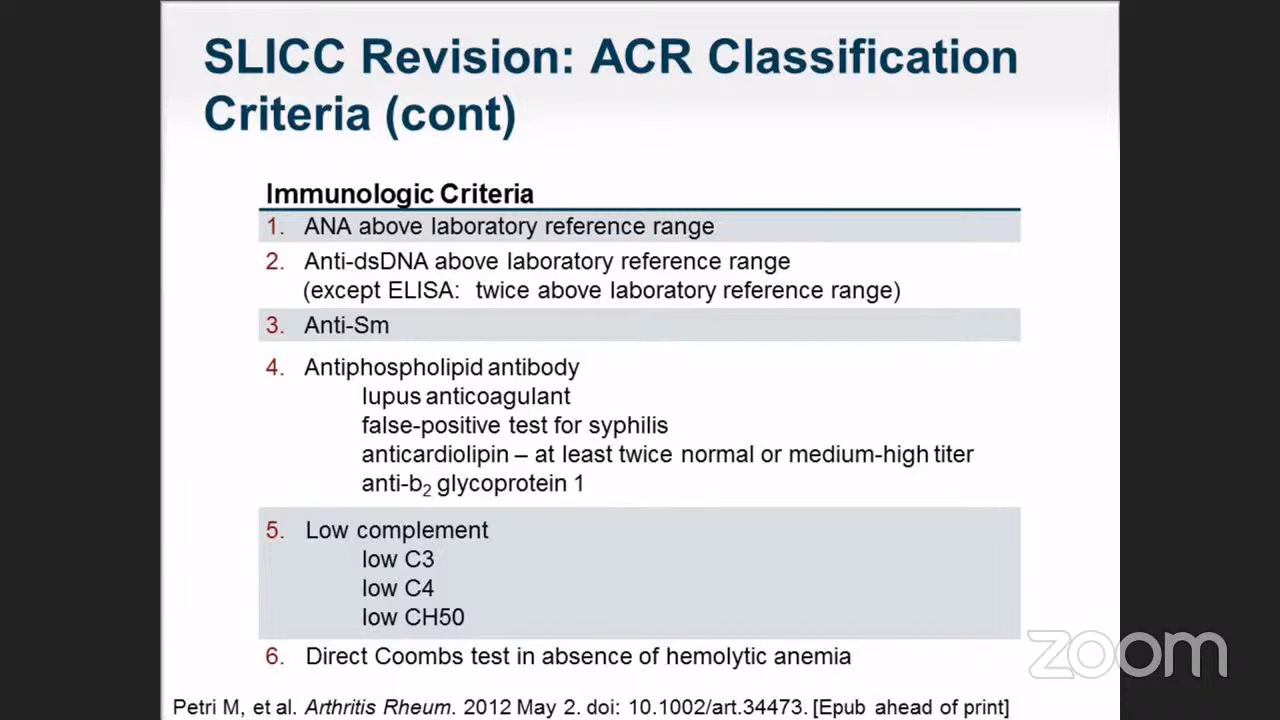 SLICC Revision: ACR Classification
Criteria (cont)
Immunologic Criteria
1. ANA above laboratory reference range
2. Anti-dsDNA above laboratory reference range
(except ELISA: twice above laboratory reference range)
3. Anti-Sm
4. Antiphospholipid antibody
lupus anticoagulant
false-positive test for syphilis
anticardiolipin – at least twice normal or medium-high titer
anti-b₂ glycoprotein 1
5. Low complement
low C3
low C4
low CH50
6. Direct Coombs test in absence of hemolytic anemia
zoom
Petri M, et al. Arthritis Rheum. 2012 May 2. doi: 10.1002/art.34473. [Epub ahead of print]